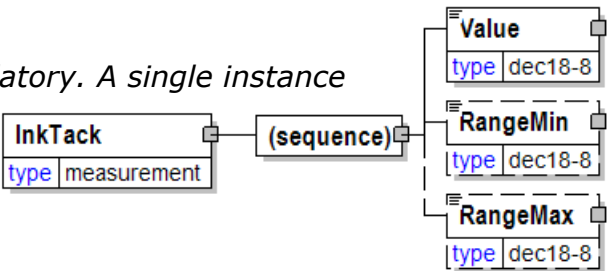 Value
type dec18-8
atory. A single instance
InkTack
type measurement
(sequence)
RangeMin
type dec18-8
RangeMax
type dec18-8